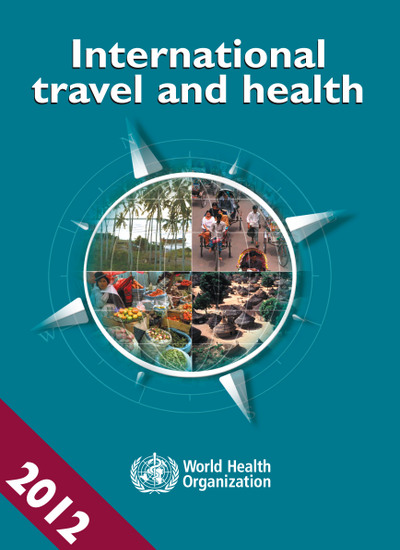 International
travel and health
World Health
Organization
2012